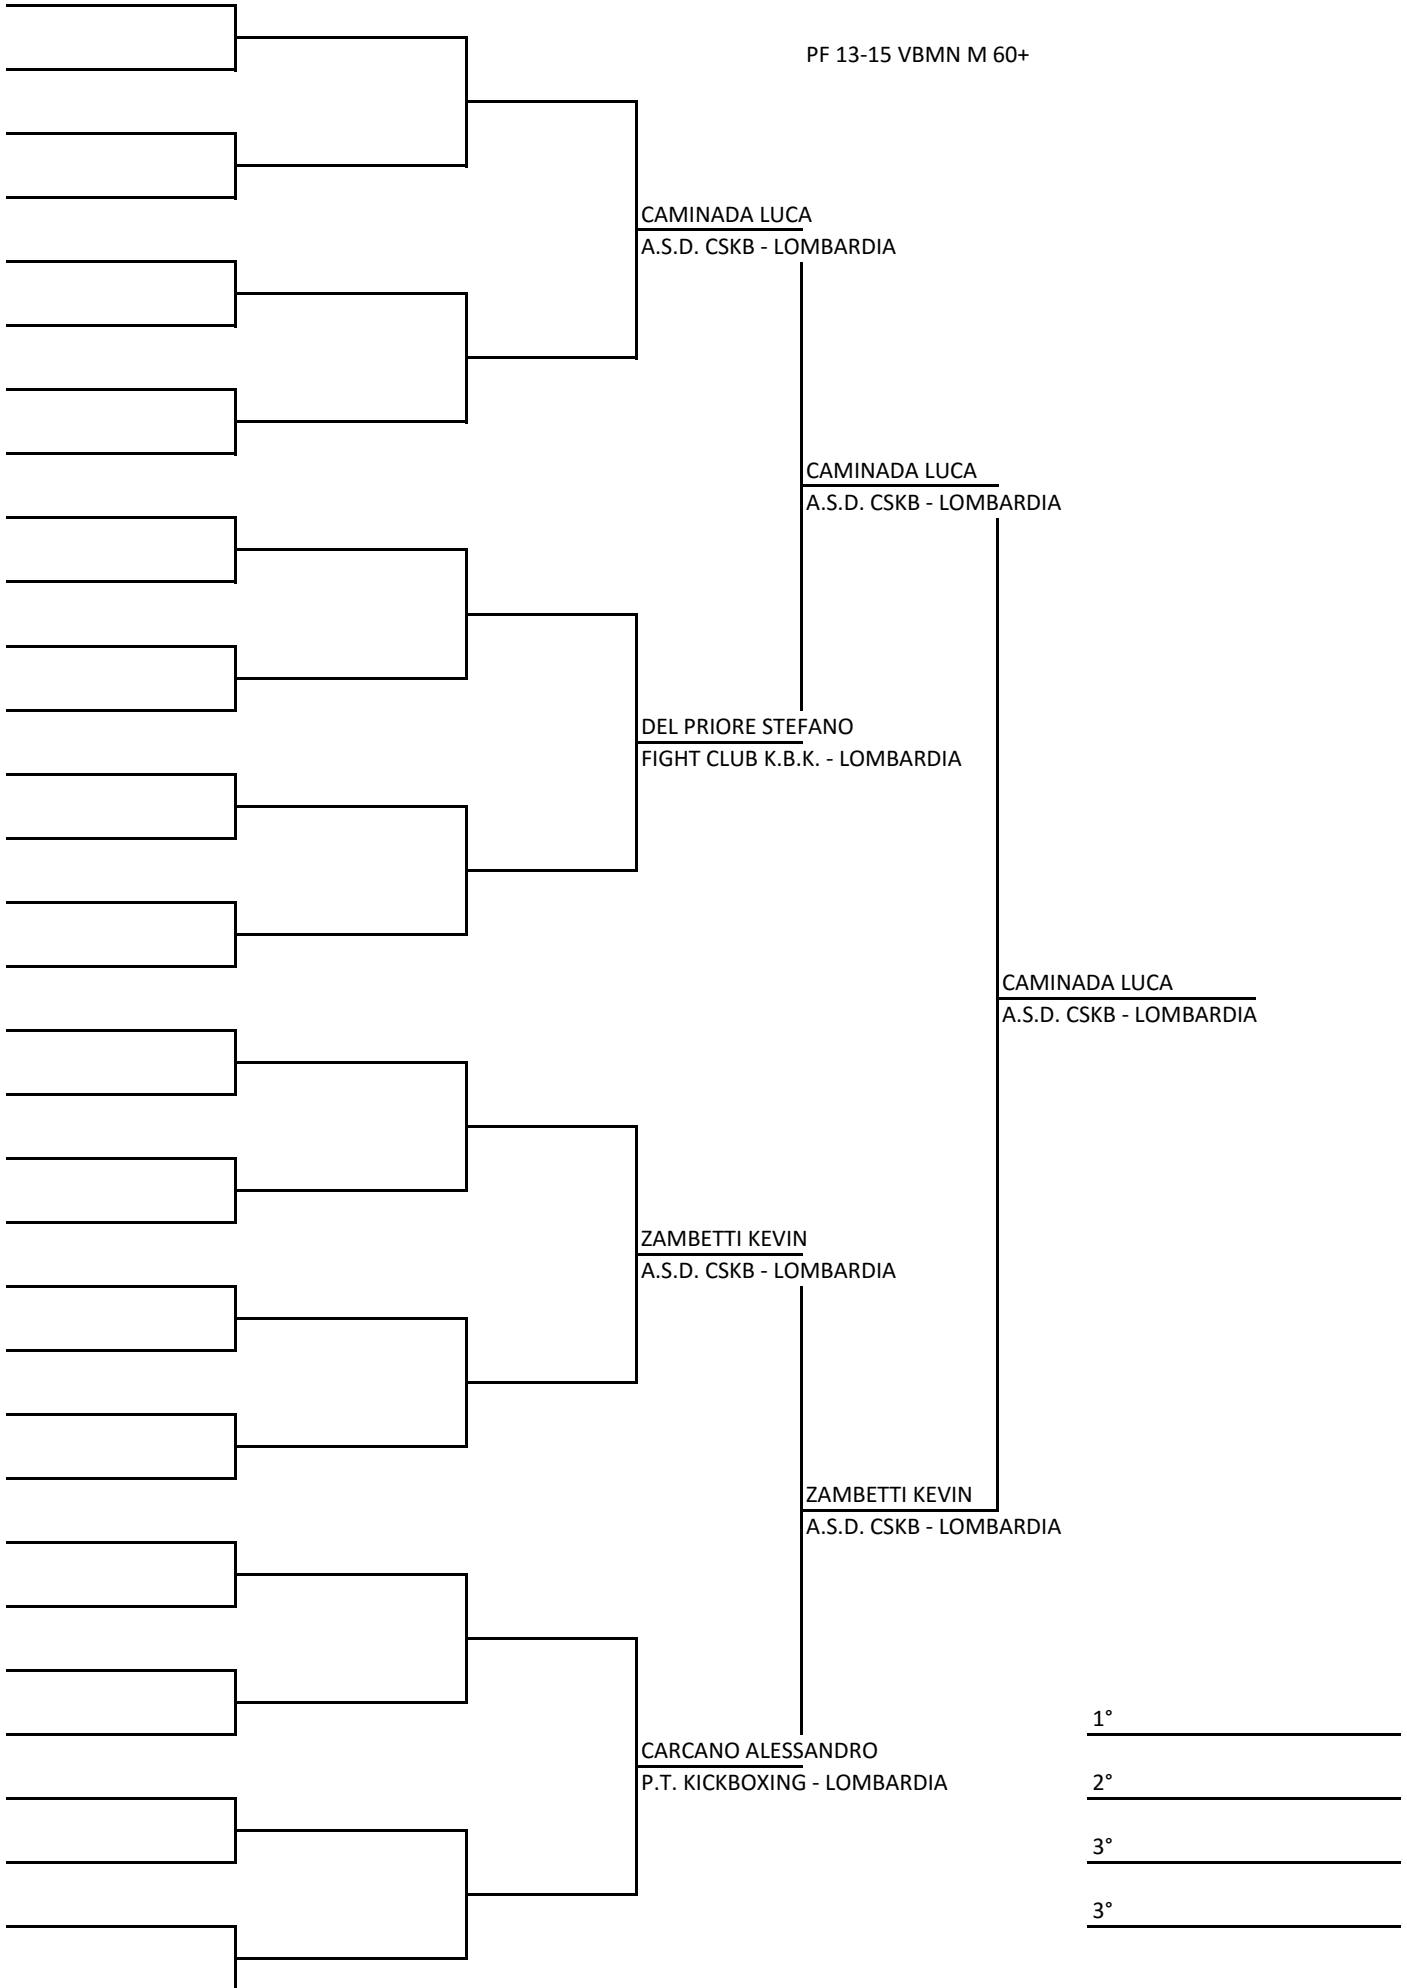 PF 13-15 VBMN M 60+
CAMINADA LUCA
A.S.D. CSKB - LOMBARDIA
CAMINADA LUCA
A.S.D. CSKB - LOMBARDIA
DEL PRIORE STEFANO
FIGHT CLUB K.B.K. - LOMBARDIA
CAMINADA LUCA
A.S.D. CSKB - LOMBARDIA
ZAMBETTI KEVIN
A.S.D. CSKB - LOMBARDIA
ZAMBETTI KEVIN
A.S.D. CSKB - LOMBARDIA
1°
CARCANO ALESSANDRO
P.T. KICKBOXING - LOMBARDIA
2°
3°
3°